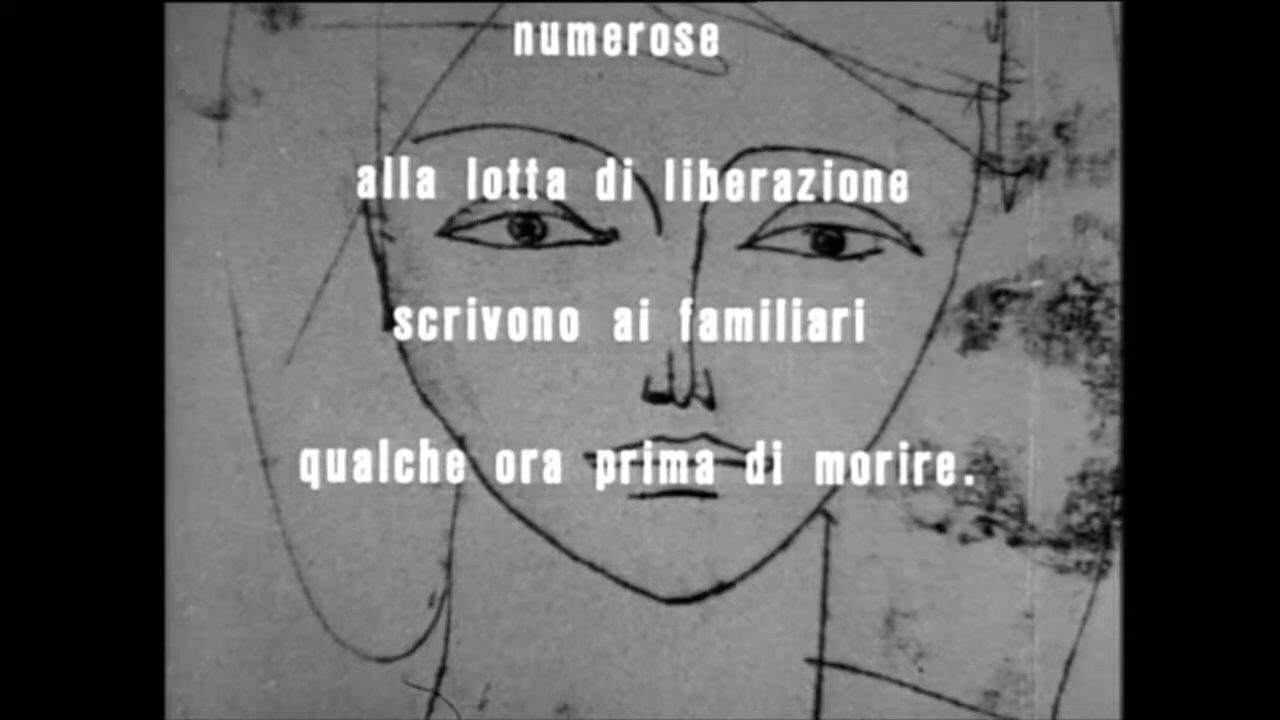 numerose
alla lotta di liberazione
scrivono ai familiari
qualche ora prima di morire.